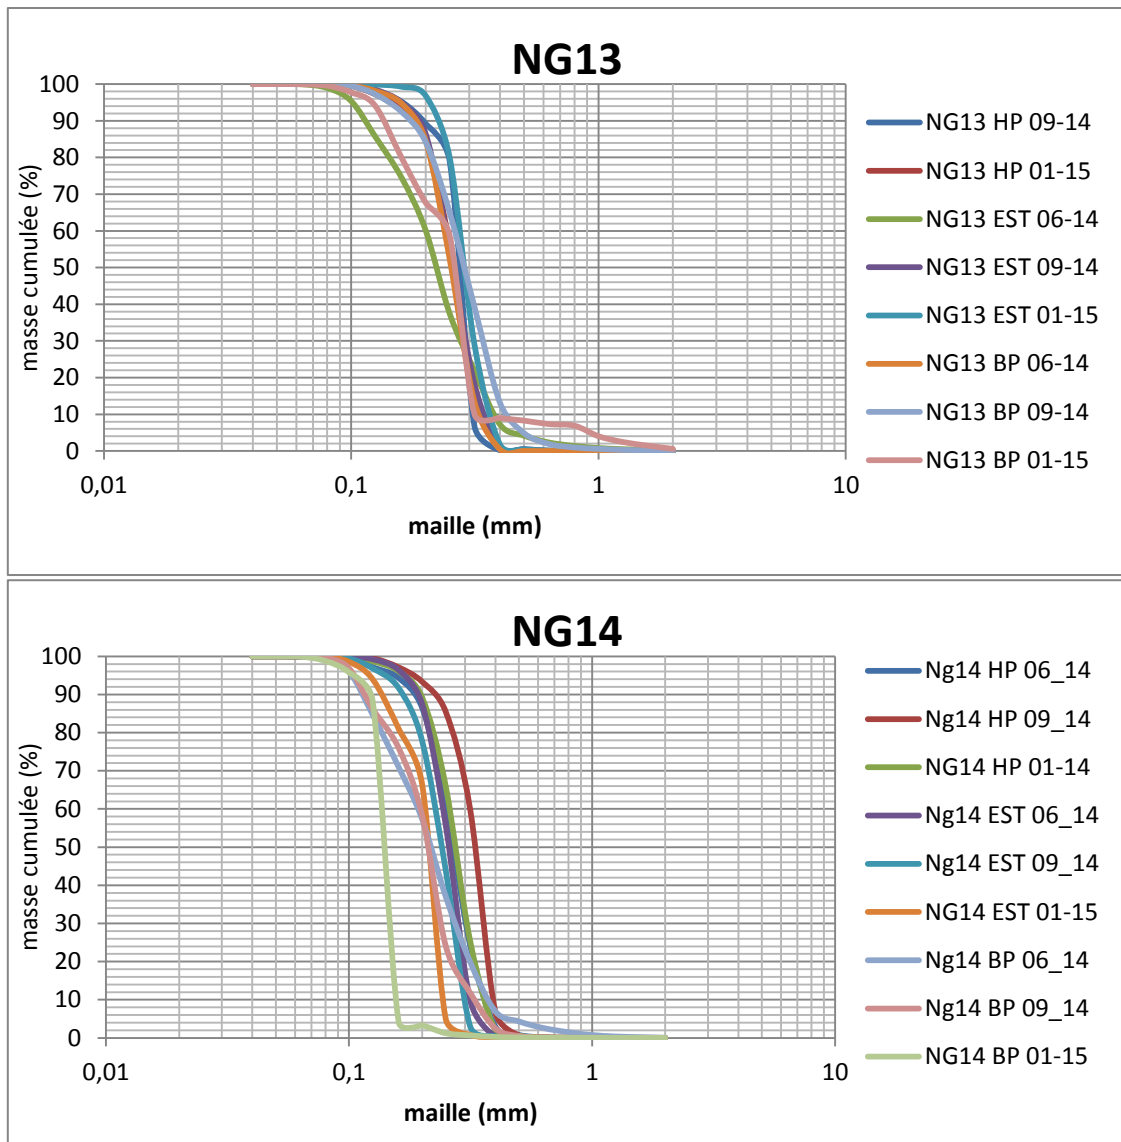 NG13
masse cumulée (%)
100
90
80
70
60
50
40
30
20
10
0
0,01
0,1
1
10
maille (mm)
NG13 HP 09-14
NG13 HP 01-15
NG13 EST 06-14
NG13 EST 09-14
NG13 EST 01-15
NG13 BP 06-14
NG13 BP 09-14
NG13 BP 01-15
NG14
masse cumulée (%)
100
90
80
70
60
50
40
30
20
10
0
0,01
0,1
1
10
maille (mm)
Ng14 HP 06_14
Ng14 HP 09_14
NG14 HP 01-14
Ng14 EST 06_14
Ng14 EST 09_14
NG14 EST 01-15
Ng14 BP 06_14
Ng14 BP 09_14
NG14 BP 01-15